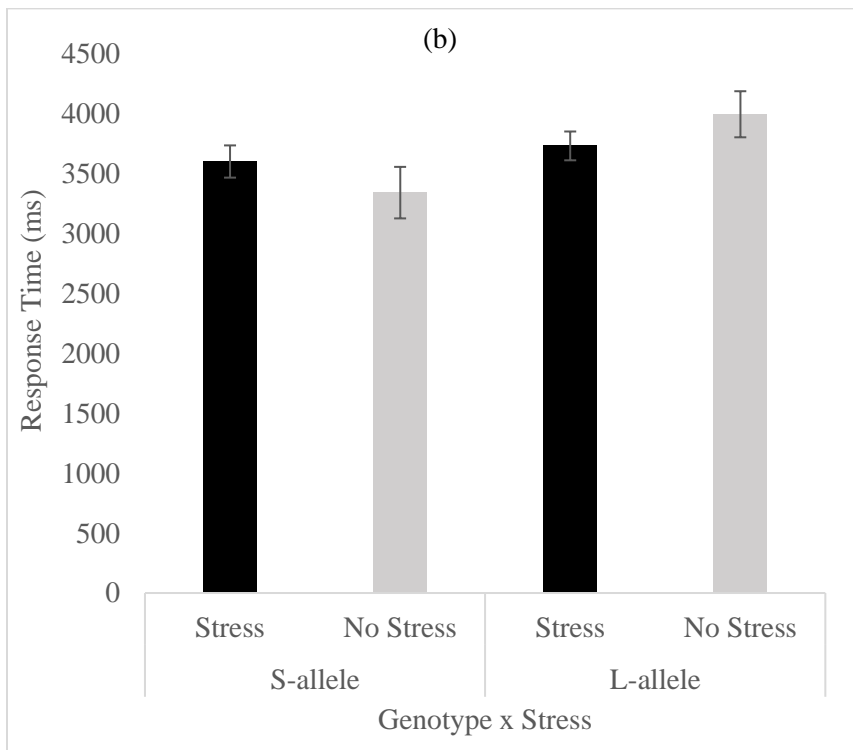 (b)
Response Time (ms)
4500
4000
3500
3000
2500
2000
1500
1000
500
0
Stress No Stress Stress No Stress
S-allele L-allele
Genotype x Stress